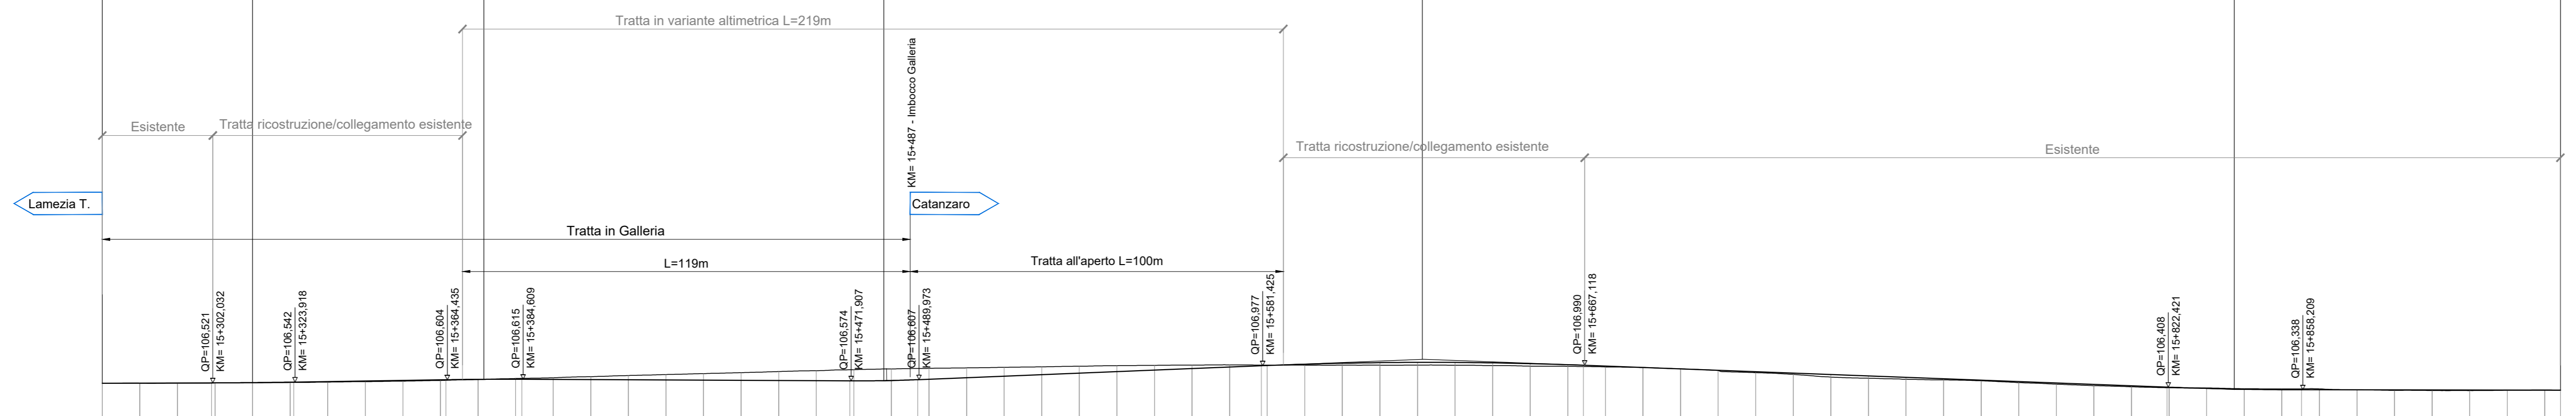 Tratta in variante altimetrica L=219m
KM= 15+487 - Imbocco Galleria
Esistente
Tratta ricostruzione/collegamento esistente
Tratta ricostruzione/collegamento esistente
Esistente
Lamezia T.
Catanzaro
Tratta in Galleria
L=119m
Tratta all'aperto L=100m
QP=106,521
KM= 15+302,032
QP=106,542
KM= 15+323,918
QP=106,604
KM= 15+364,435
QP=106,615
KM= 15+384,609
QP=106,574
KM= 15+471,907
QP=106,607
KM= 15+489,973
QP=106,977
KM= 15+581,425
QP=106,990
KM= 15+667,118
QP=106,408
KM= 15+822,421
QP=106,338
KM= 15+858,209